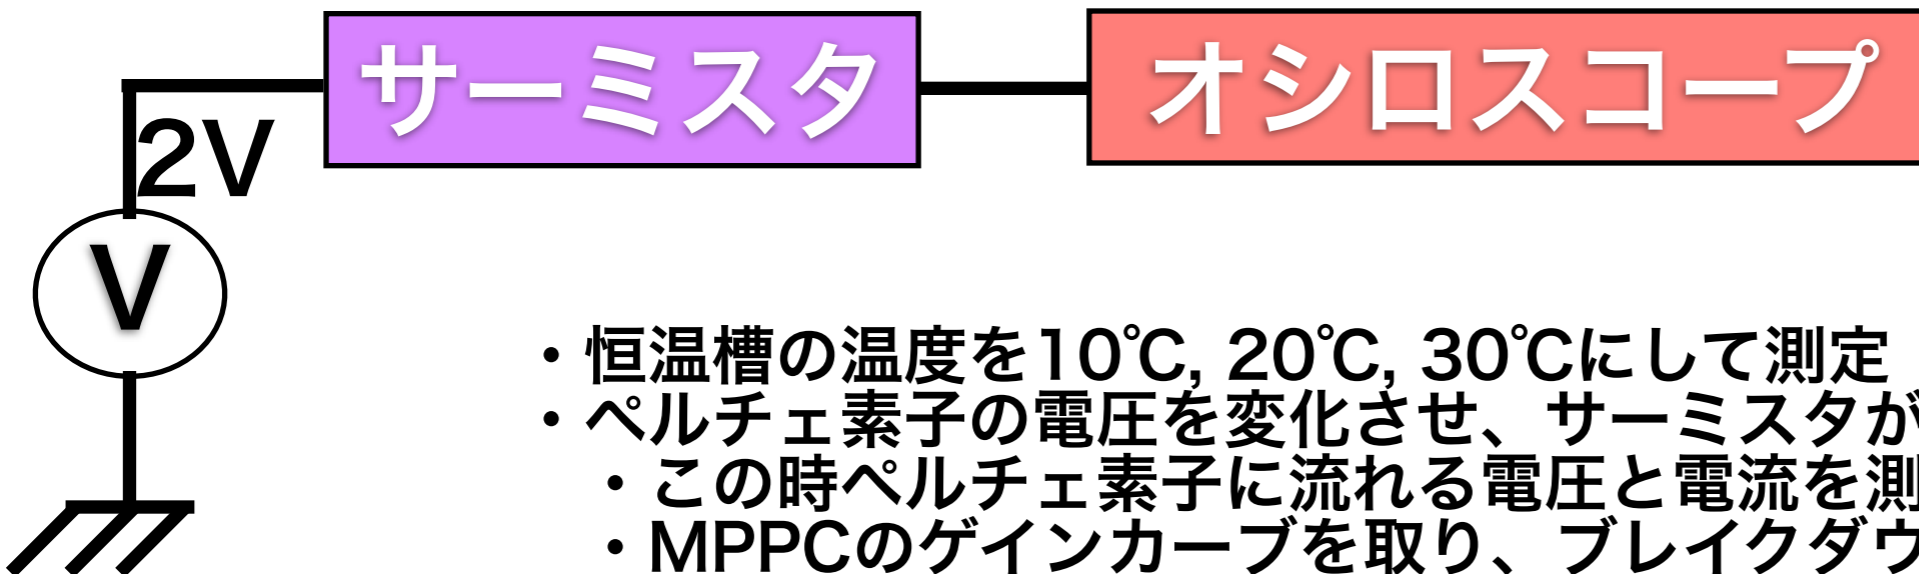 サーミスタ
オシロスコープ
2V
V
・恒温槽の温度を10℃, 20℃, 30℃にして測定
・ペルチェ素子の電圧を変化させ、サーミスタが
・この時ペルチェ素子に流れる電圧と電流を測
・MPPCのゲインカーブを取り、ブレイクダウ